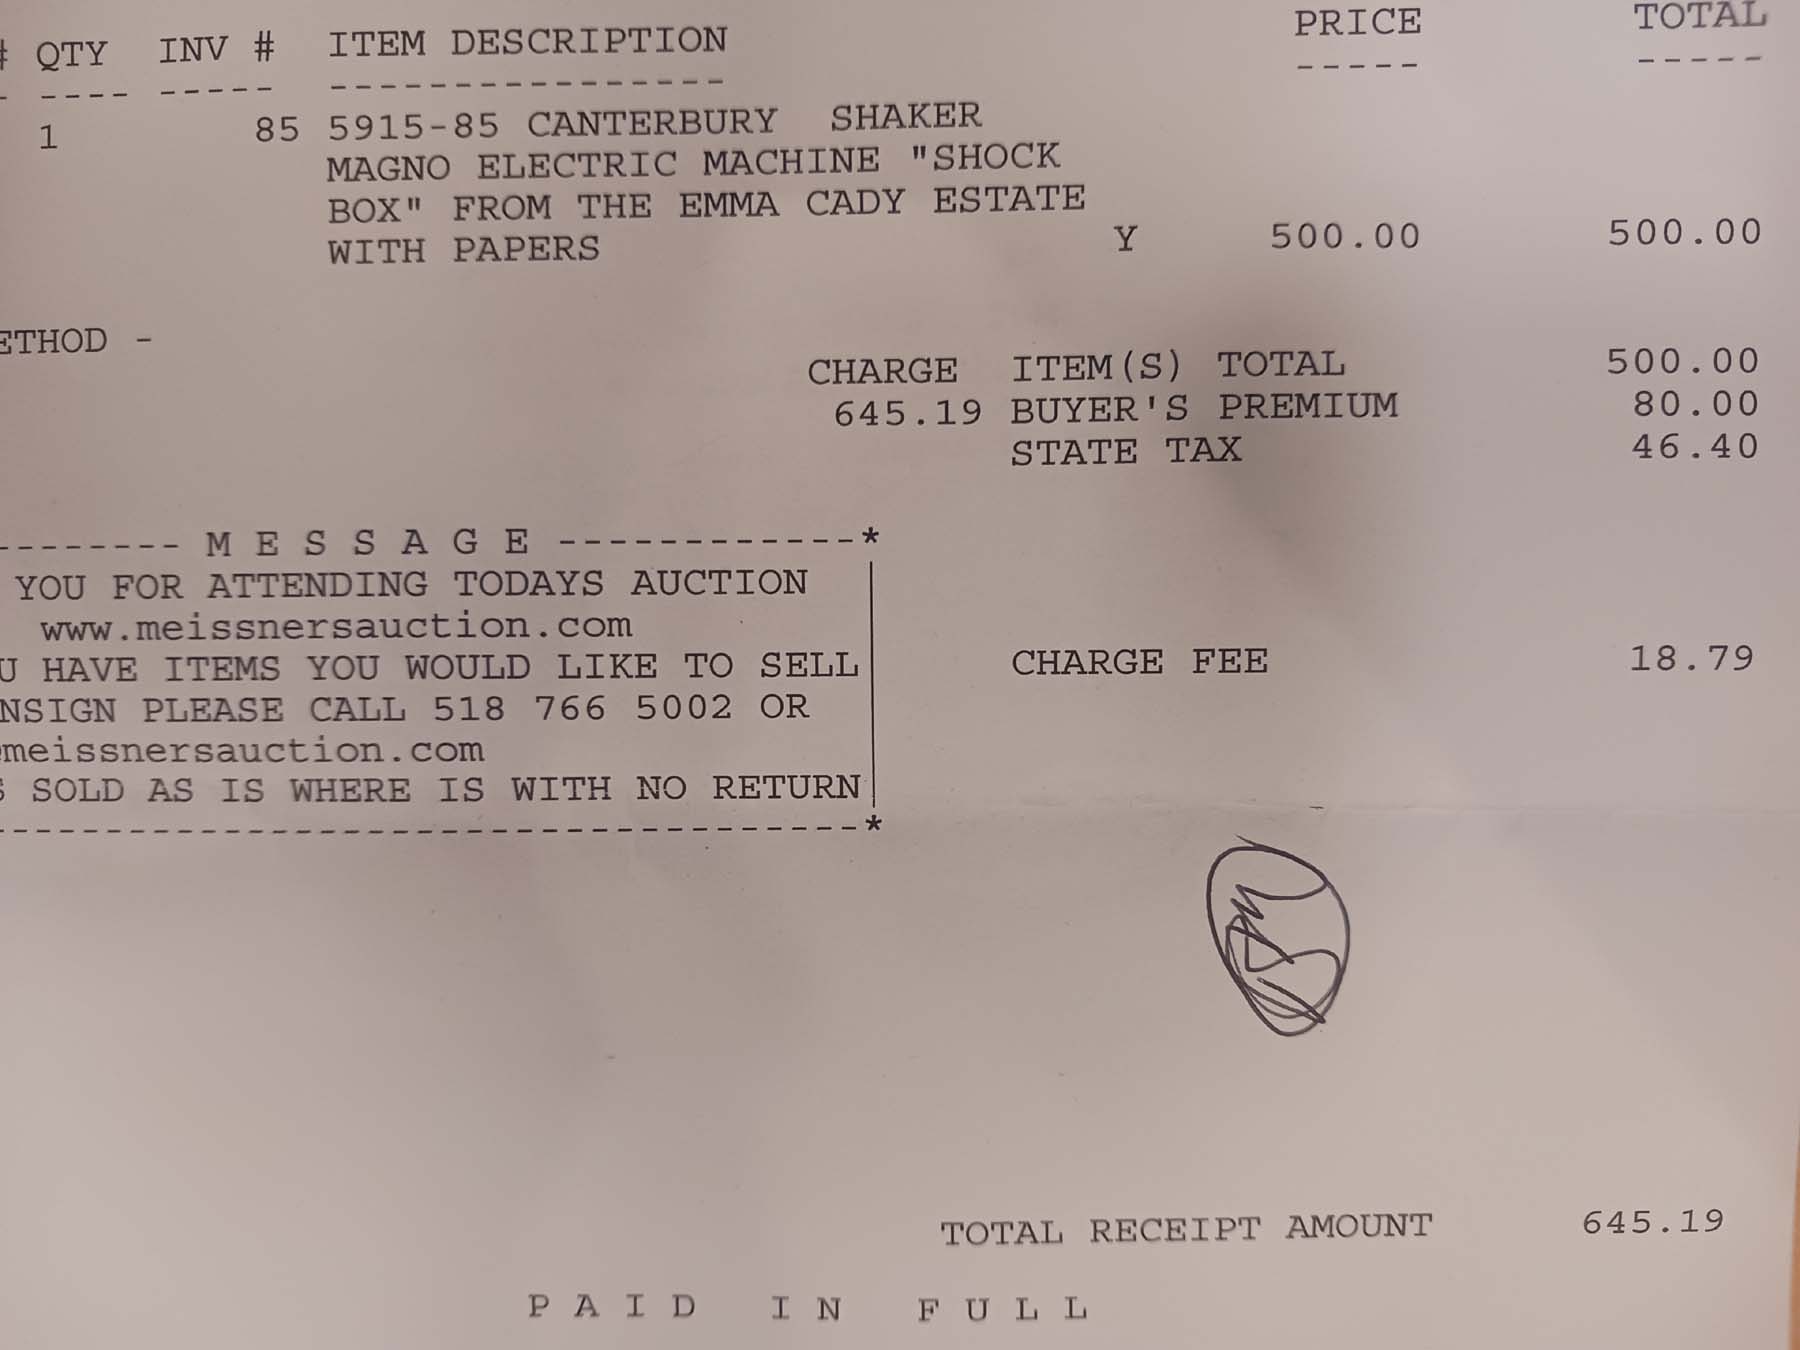 # QTY INV # ITEM DESCRIPTION PRICE TOTAL
- ---- ----- ---------------- ----- -----
1 85 5915-85 CANTERBURY SHAKER
MAGNO ELECTRIC MACHINE "SHOCK
BOX" FROM THE EMMA CADY ESTATE
WITH PAPERS Y 500.00 500.00
ETHOD -
CHARGE ITEM(S) TOTAL 500.00
645.19 BUYER'S PREMIUM 80.00
STATE TAX 46.40
-------- M E S S A G E ------------*
YOU FOR ATTENDING TODAYS AUCTION
www.meissnersauction.com
U HAVE ITEMS YOU WOULD LIKE TO SELL CHARGE FEE 18.79
NSIGN PLEASE CALL 518 766 5002 OR
@meissnersauction.com
S SOLD AS IS WHERE IS WITH NO RETURN
-----------------------------------*
TOTAL RECEIPT AMOUNT 645.19
P A I D I N F U L L